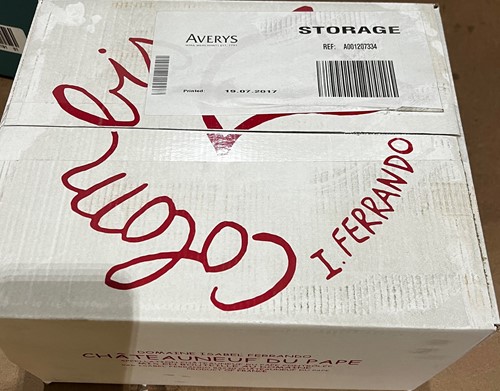 AVERYS
STORAGE
REF: A001207334
Printed: 19.07.2017
Colombis
I. FERRANDO
DOMAINE ISABEL FERRANDO
CHÂTEAUNEUF DU PAPE